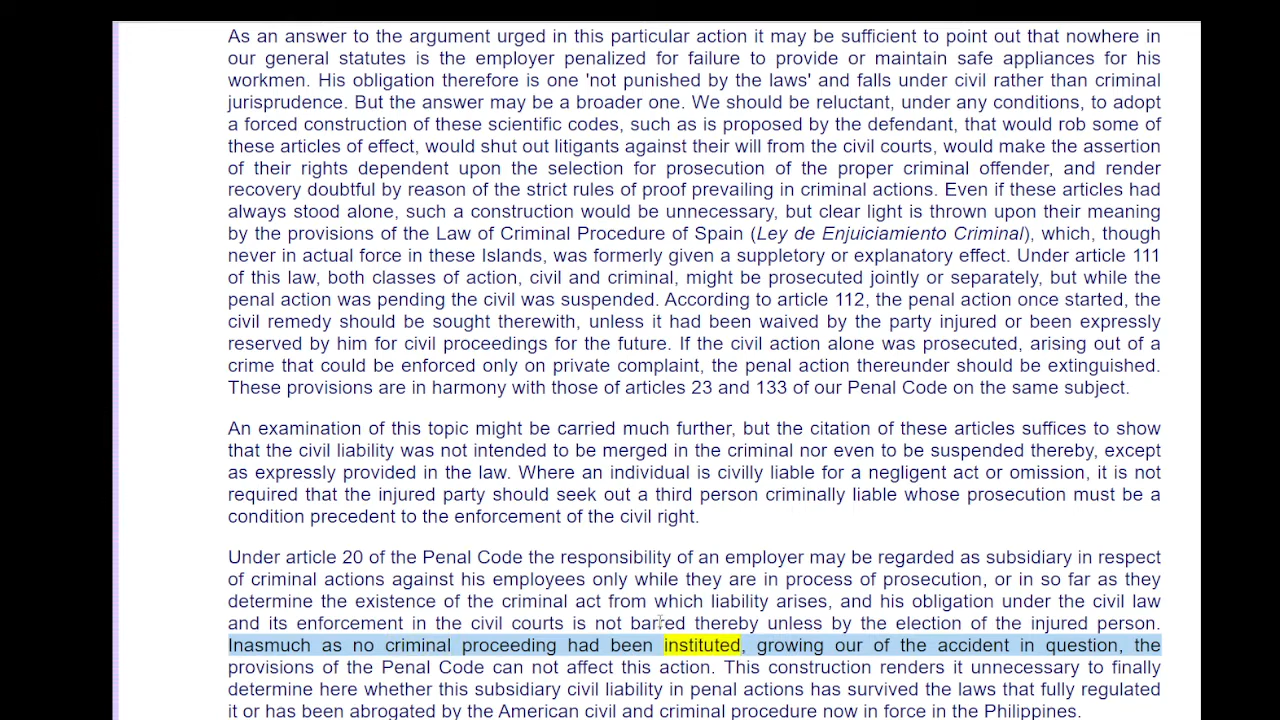 As an answer to the argument urged in this particular action it may be sufficient to point out that nowhere in
our general statutes is the employer penalized for failure to provide or maintain safe appliances for his
workmen. His obligation therefore is one 'not punished by the laws' and falls under civil rather than criminal
jurisprudence. But the answer may be a broader one. We should be reluctant, under any conditions, to adopt
a forced construction of these scientific codes, such as is proposed by the defendant, that would rob some of
these articles of effect, would shut out litigants against their will from the civil courts, would make the assertion
of their rights dependent upon the selection for prosecution of the proper criminal offender, and render
recovery doubtful by reason of the strict rules of proof prevailing in criminal actions. Even if these articles had
always stood alone, such a construction would be unnecessary, but clear light is thrown upon their meaning
by the provisions of the Law of Criminal Procedure of Spain (Ley de Enjuiciamiento Criminal), which, though
never in actual force in these Islands, was formerly given a suppletory or explanatory effect. Under article 111
of this law, both classes of action, civil and criminal, might be prosecuted jointly or separately, but while the
penal action was pending the civil was suspended. According to article 112, the penal action once started, the
civil remedy should be sought therewith, unless it had been waived by the party injured or been expressly
reserved by him for civil proceedings for the future. If the civil action alone was prosecuted, arising out of a
crime that could be enforced only on private complaint, the penal action thereunder should be extinguished.
These provisions are in harmony with those of articles 23 and 133 of our Penal Code on the same subject.
An examination of this topic might be carried much further, but the citation of these articles suffices to show
that the civil liability was not intended to be merged in the criminal nor even to be suspended thereby, except
as expressly provided in the law. Where an individual is civilly liable for a negligent act or omission, it is not
required that the injured party should seek out a third person criminally liable whose prosecution must be a
condition precedent to the enforcement of the civil right.
Under article 20 of the Penal Code the responsibility of an employer may be regarded as subsidiary in respect
of criminal actions against his employees only while they are in process of prosecution, or in so far as they
determine the existence of the criminal act from which liability arises, and his obligation under the civil law
and its enforcement in the civil courts is not barred thereby unless by the election of the injured person.
Inasmuch as no criminal proceeding had been instituted, growing our of the accident in question, the
provisions of the Penal Code can not affect this action. This construction renders it unnecessary to finally
determine here whether this subsidiary civil liability in penal actions has survived the laws that fully regulated
it or has been abrogated by the American civil and criminal procedure now in force in the Philippines.